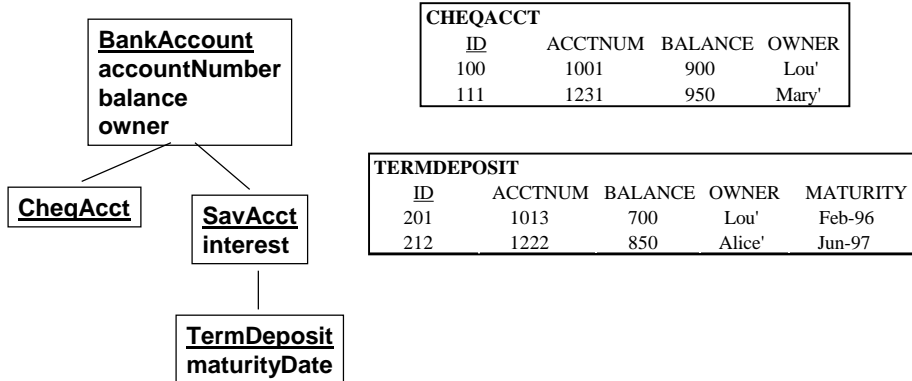 BankAccount
accountNumber
balance
owner
CheqAcct
SavAcct
interest
TermDeposit
maturityDate
CHEQACCT
ID ACCTNUM BALANCE OWNER
100 1001 900 Lou'
111 1231 950 Mary'
TERMDEPOSIT
ID ACCTNUM BALANCE OWNER MATURITY
201 1013 700 Lou' Feb-96
212 1222 850 Alice' Jun-97